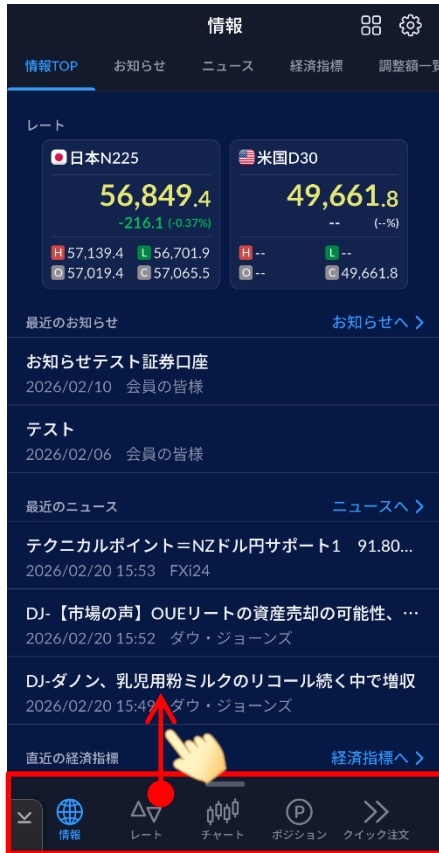 情報
情報TOP お知らせ ニュース 経済指標 調整額一覧
レート
日本N225
56,849.4
-216.1 (-0.37%)
H 57,139.4 L 56,701.9
O 57,019.4 C 57,065.5
米国D30
49,661.8
-- (--%)
H -- L --
O -- C 49,661.8
最近のお知らせ お知らせへ
お知らせテスト証券口座
2026/02/10 会員の皆様
テスト
2026/02/06 会員の皆様
最近のニュース ニュースへ
テクニカルポイント＝NZドル円サポート1 91.80...
2026/02/20 15:53 FXi24
DJ-【市場の声】OUEリートの資産売却の可能性、…
2026/02/20 15:52 ダウ・ジョーンズ
DJ-ダノン、乳児用粉ミルクのリコール続く中で増収
2026/02/20 15:49 ダウ・ジョーンズ
直近の経済指標 経済指標へ
情報 レート チャート P ポジション クイック注文